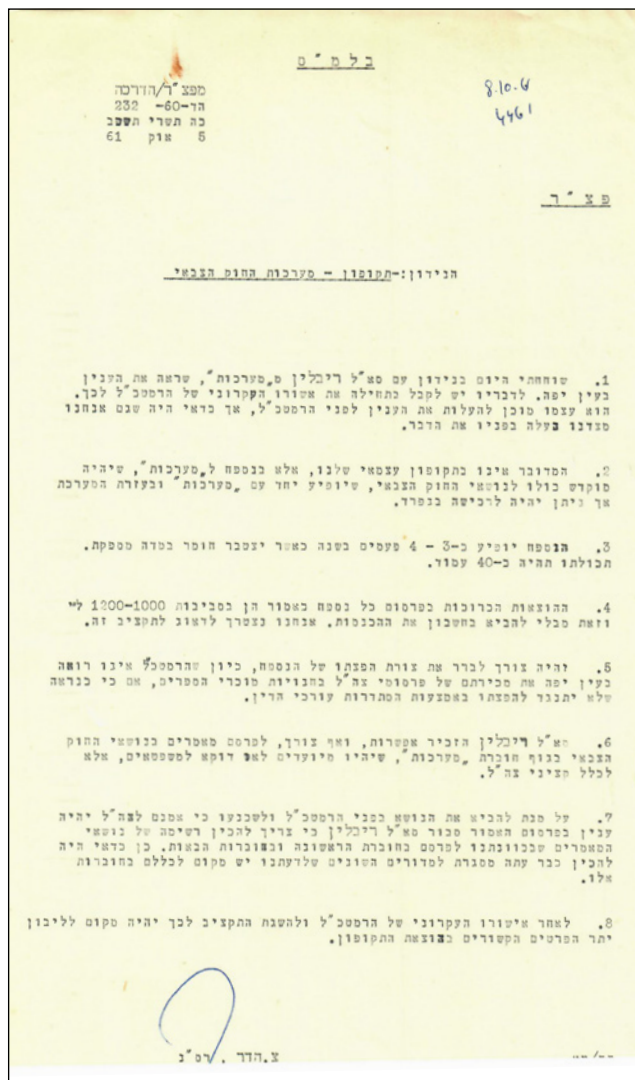 בלמ"ס
מפצ"ר/הדרכה
הד-60- 232
כה תשרי תשכב
5 אוק 61
8.10.6
4461
פצ"ר
הנידון:-תקופון - מערכות החוק הצבאי
1. שוחחתי היום בנידון עם סא"ל ריבלין מ„מערכות", שראה את הענין
בעין יפה. לדבריו יש לקבל בתחילה את אשורו העקרוני של הרמטכ"ל לכך.
הוא עצמו מוכן להעלות את הענין לפני הרמטכ"ל, אך כדאי היה שגם אנחנו
מצדנו נעלה בפניו את הדבר.
2. המדובר אינו בתקופון עצמאי שלנו, אלא בנספח ל„מערכות", שיהיה
מוקדש כולו לנושאי החוק הצבאי, שיופיע יחד עם „מערכות" ובעזרת המערכת
אך ניתן יהיה לרכישה בנפרד.
3. הנספח יופיע כ-3 - 4 פעמים בשנה כאשר יצטבר חומר במדה מספקת.
תכולתו תהיה כ-40 עמוד.
4. ההוצאות הכרוכות בפרסום כל נספח כאמור הן בסביבות 1200-1000 ל"י
וזאת מבלי להביא בחשבון את ההכנסות. אנחנו נצטרך לדאוג לתקציב זה.
5. יהיה צורך לברר את צורת הפצתו של הנספח, כיון שהרמטכ"ל אינו רואה
בעין יפה את מכירתם של פרסומי צה"ל בחנויות מוכרי הספרים, אם כי כנראה
שלא יתנגד להפצתו באמצעות הסתדרות עורכי הדין.
6. סא"ל ריבלין הזכיר אפשרות, ואף צורך, לפרסם מאמרים בנושאי החוק
הצבאי בגוף חוברת „מערכות", שיהיו מיועדים לאו דוקא למשפטאים, אלא
לכלל קציני צה"ל.
7. על מנת להביא את הנושא בפני הרמטכ"ל ולשכנעו כי אמנם לצה"ל יהיה
ענין בפרסום האמור סבור סא"ל ריבלין כי צריך להכין רשימה של נושאי
המאמרים שבכוונתנו לפרסם בחוברת הראשונה ובחוברות הבאות. כן כדאי היה
להכין כבר עתה מסגרת למדורים השונים שלדעתנו יש מקום לכללם בחוברות
אלו.
8. לאחר אישורו העקרוני של הרמטכ"ל ולהשגת התקציב לכך יהיה מקום לליבון
יתר הפרטים הקשורים בהוצאת התקופון.
צ.הדר . רס"נ